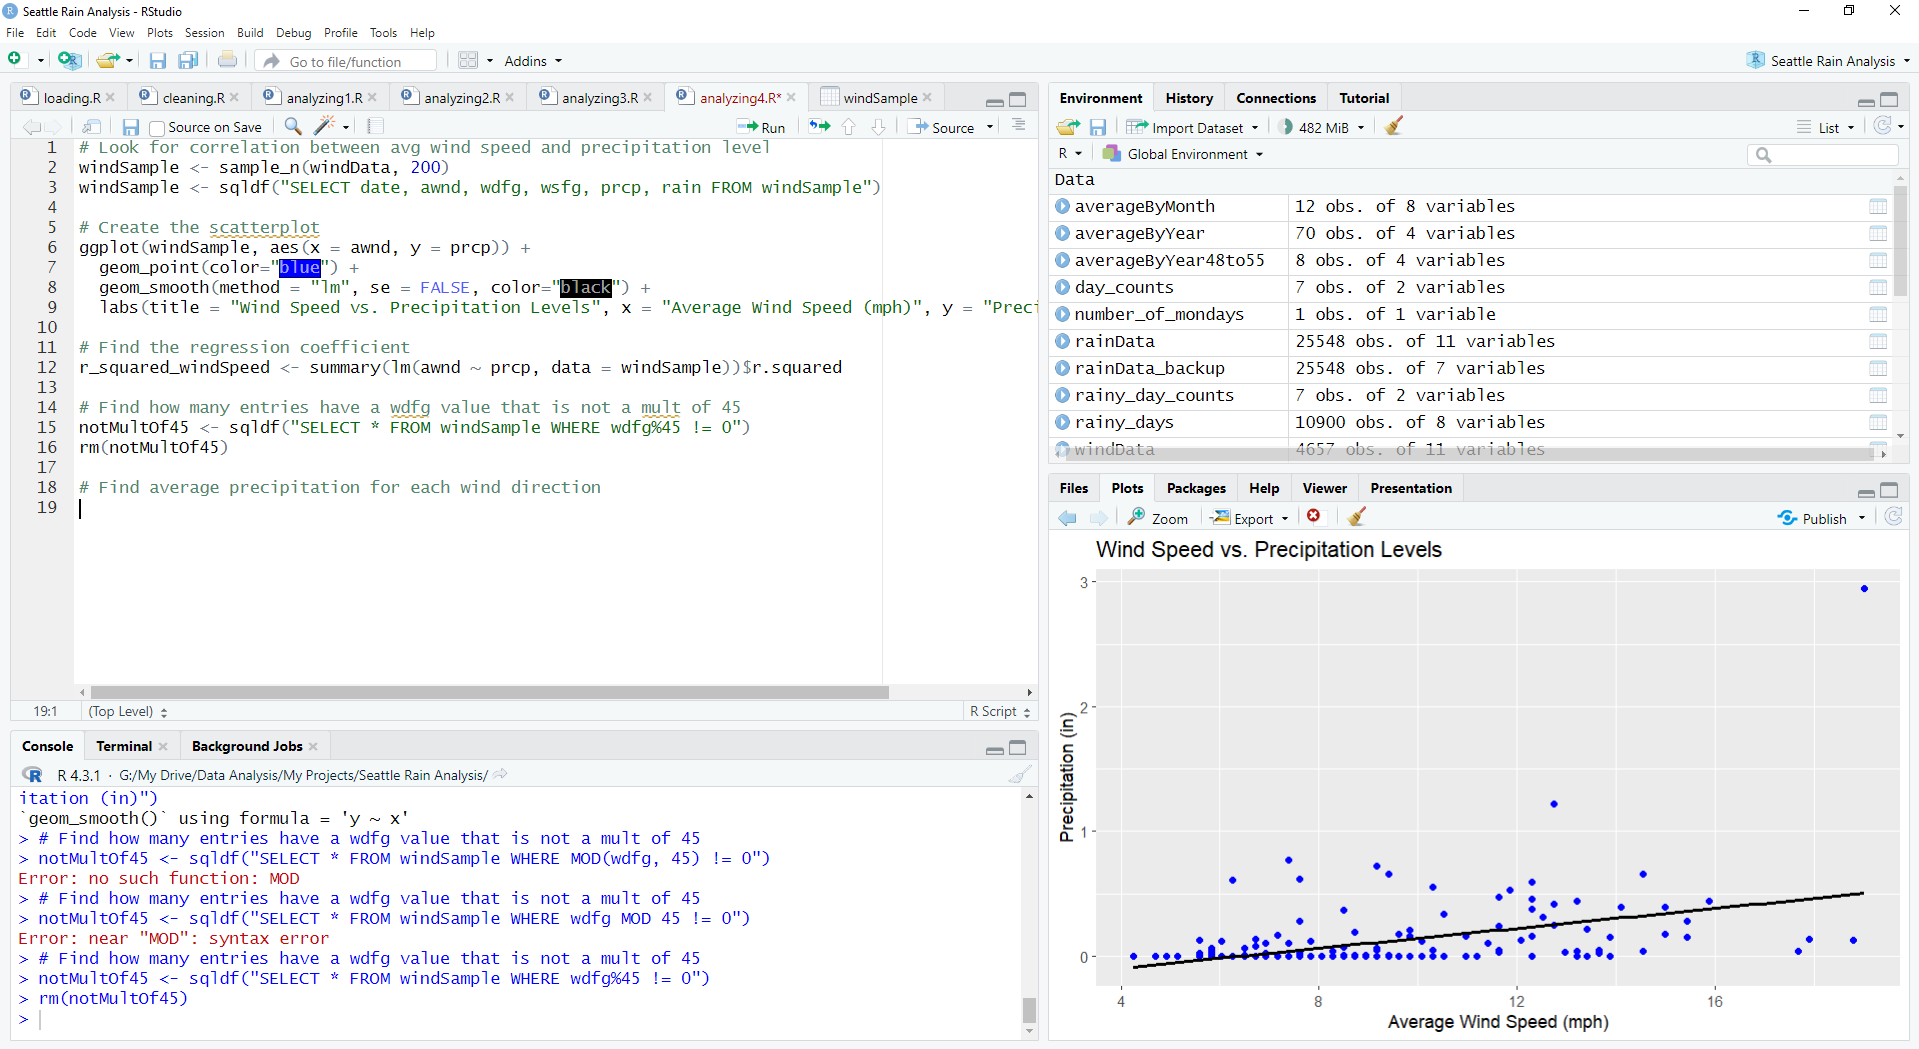 Seattle Rain Analysis - RStudio
File Edit Code View Plots Session Build Debug Profile Tools Help
Go to file/function Addins Seattle Rain Analysis
loading.R cleaning.R analyzing1.R analyzing2.R analyzing3.R analyzing4.R* windSample
Source on Save Run Source
1 # Look for correlation between avg wind speed and precipitation level
2 windSample <- sample_n(windData, 200)
3 windSample <- sqldf("SELECT date, awnd, wdfg, wsfg, prcp, rain FROM windSample")
4
5 # Create the scatterplot
6 ggplot(windSample, aes(x = awnd, y = prcp)) +
7 geom_point(color="blue") +
8 geom_smooth(method = "lm", se = FALSE, color="black") +
9 labs(title = "Wind Speed vs. Precipitation Levels", x = "Average Wind Speed (mph)", y = "Preci
10
11 # Find the regression coefficient
12 r_squared_windSpeed <- summary(lm(awnd ~ prcp, data = windSample))$r.squared
13
14 # Find how many entries have a wdfg value that is not a mult of 45
15 notMultOf45 <- sqldf("SELECT * FROM windSample WHERE wdfg%45 != 0")
16 rm(notMultOf45)
17
18 # Find average precipitation for each wind direction
19
19:1 (Top Level) R Script
Console Terminal Background Jobs
R 4.3.1 · G:/My Drive/Data Analysis/My Projects/Seattle Rain Analysis/
itation (in)")
`geom_smooth()` using formula = 'y ~ x'
> # Find how many entries have a wdfg value that is not a mult of 45
> notMultOf45 <- sqldf("SELECT * FROM windSample WHERE MOD(wdfg, 45) != 0")
Error: no such function: MOD
> # Find how many entries have a wdfg value that is not a mult of 45
> notMultOf45 <- sqldf("SELECT * FROM windSample WHERE wdfg MOD 45 != 0")
Error: near "MOD": syntax error
> # Find how many entries have a wdfg value that is not a mult of 45
> notMultOf45 <- sqldf("SELECT * FROM windSample WHERE wdfg%45 != 0")
> rm(notMultOf45)
>
Environment History Connections Tutorial
Import Dataset 482 MiB List
R Global Environment
Data
averageByMonth 12 obs. of 8 variables
averageByYear 70 obs. of 4 variables
averageByYear48to55 8 obs. of 4 variables
day_counts 7 obs. of 2 variables
number_of_mondays 1 obs. of 1 variable
rainData 25548 obs. of 11 variables
rainData_backup 25548 obs. of 7 variables
rainy_day_counts 7 obs. of 2 variables
rainy_days 10900 obs. of 8 variables
windData 4657 obs. of 11 variables
Files Plots Packages Help Viewer Presentation
Zoom Export Publish
Wind Speed vs. Precipitation Levels
3
2
1
0
Precipitation (in)
4 8 12 16
Average Wind Speed (mph)